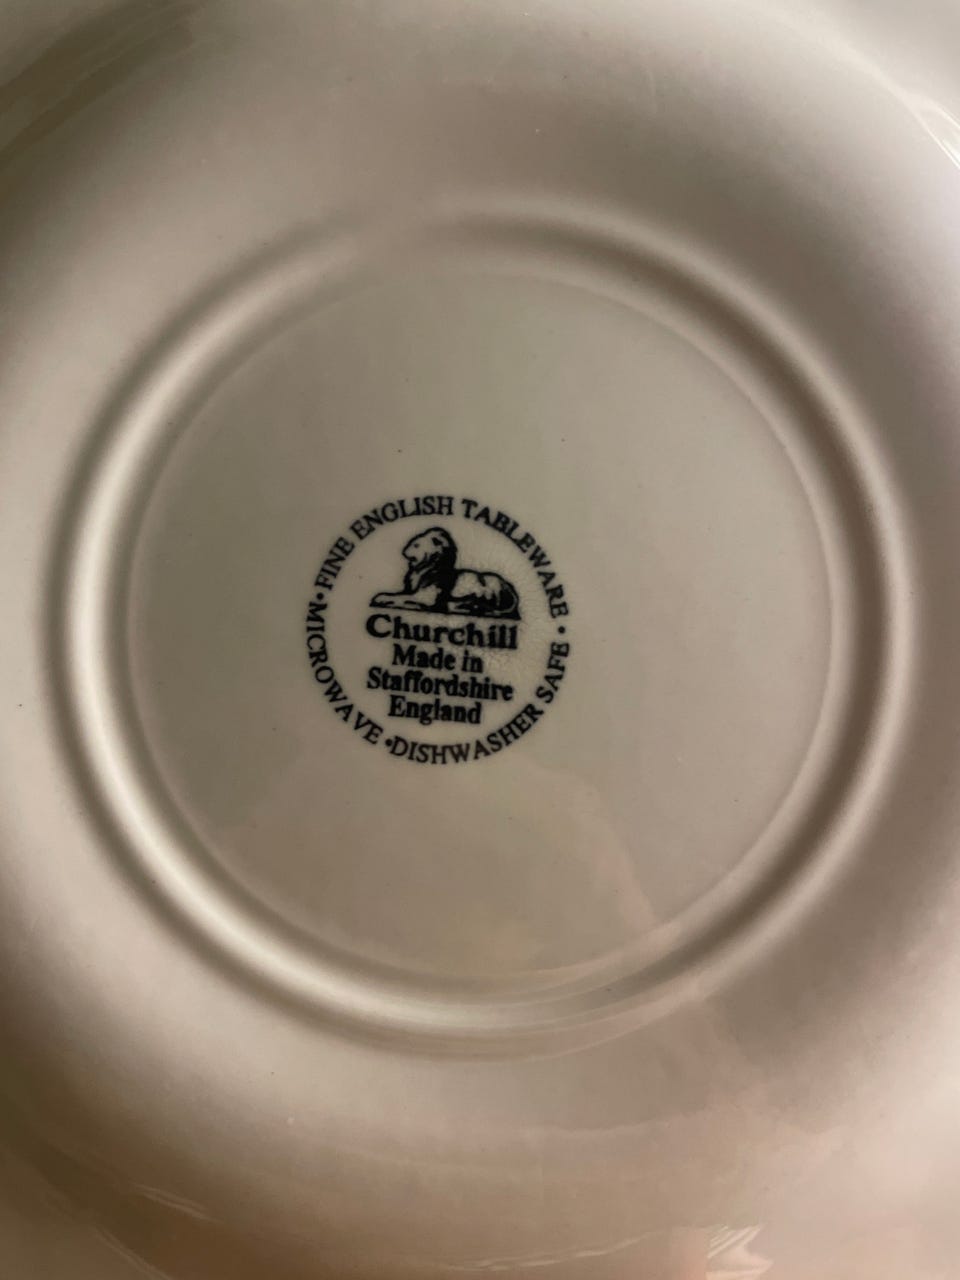 • FINE ENGLISH TABLEWARE •
Churchill
Made in
Staffordshire
England
MICROWAVE • DISHWASHER SAFE